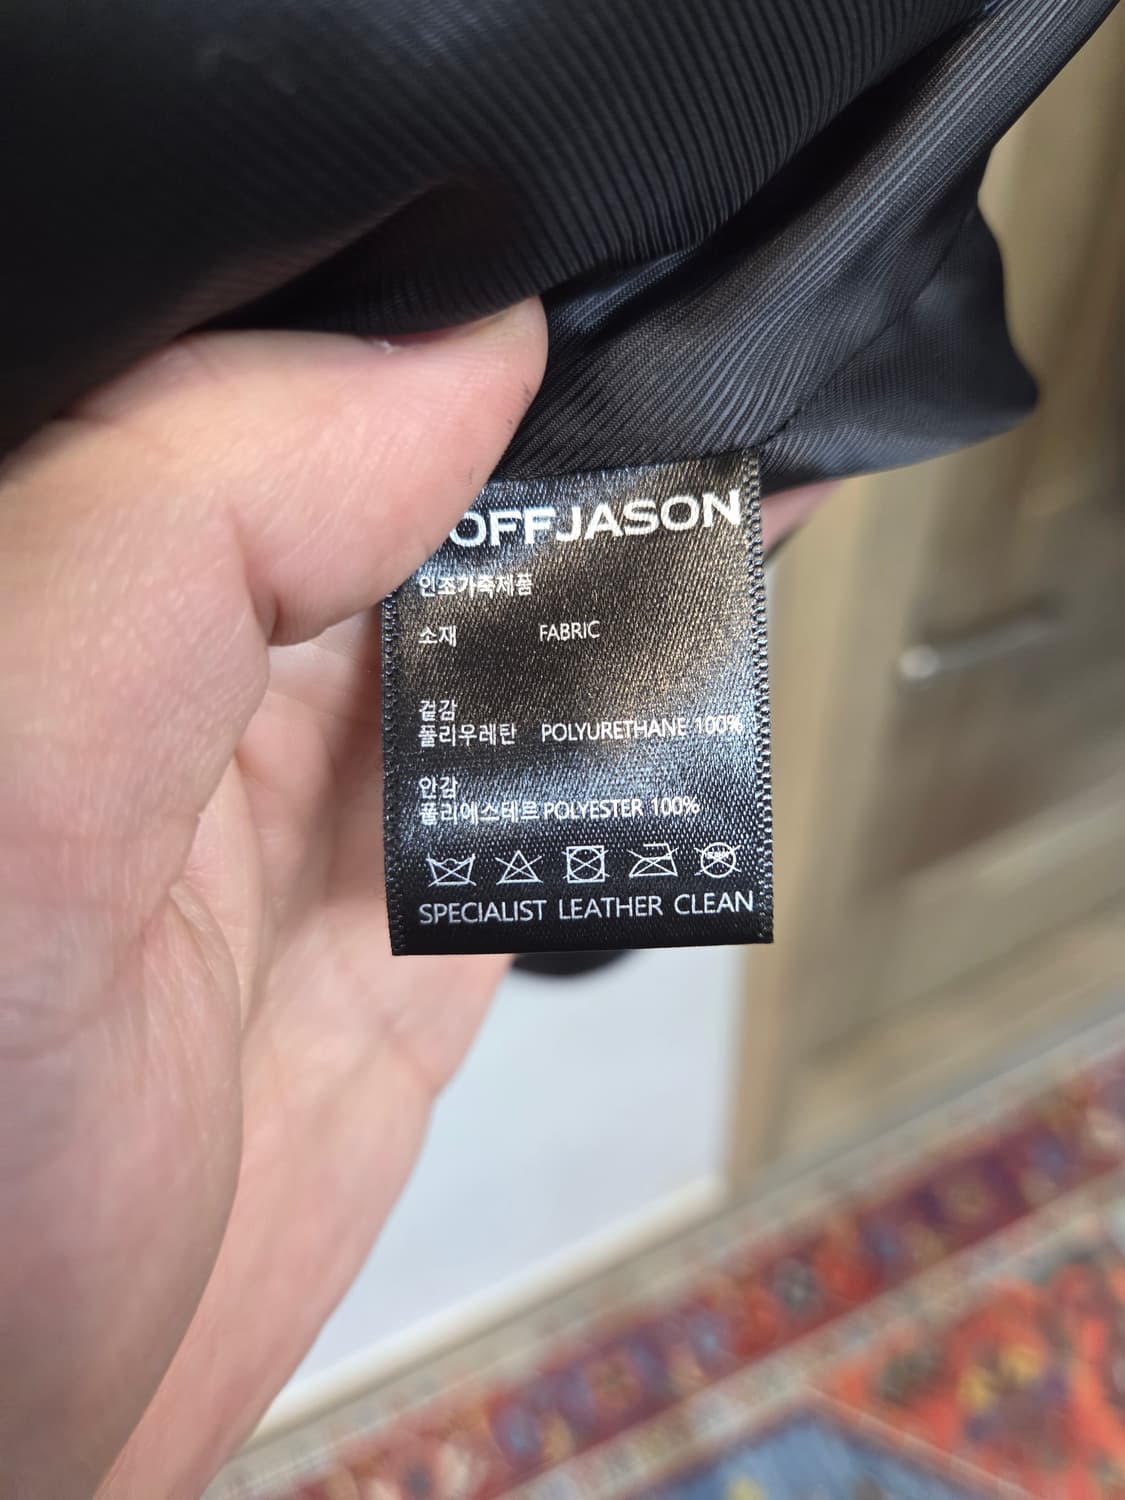 OFFJASON
인조가죽제품
소재 FABRIC
겉감
폴리우레탄 POLYURETHANE 100%
안감
폴리에스테르 POLYESTER 100%
SPECIALIST LEATHER CLEAN